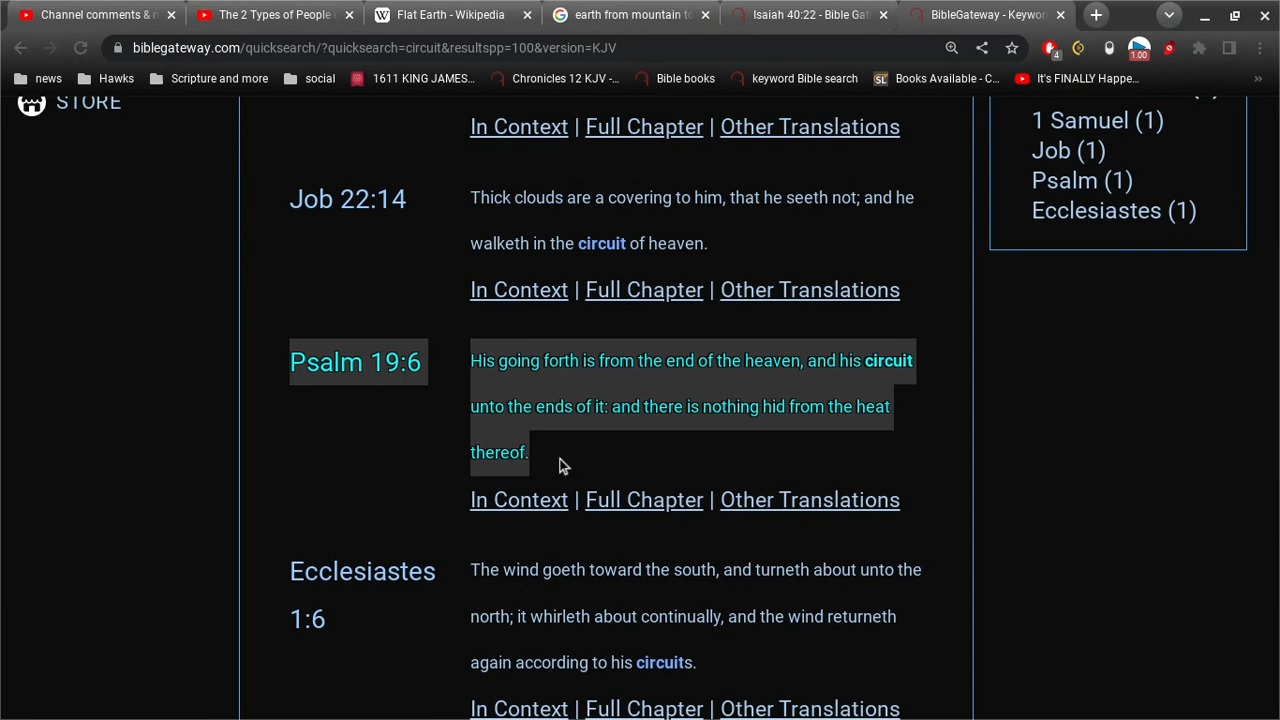 Channel comments & m
The 2 Types of People
Flat Earth - Wikipedia
earth from mountain to
Isaiah 40:22 - Bible Gat
BibleGateway - Keywor
biblegateway.com/quicksearch/?quicksearch=circuit&resultspp=100&version=KJV
4
1.00
news
Hawks
Scripture and more
social
1611 KING JAMES...
Chronicles 12 KJV -...
Bible books
keyword Bible search
SL
Books Available - C...
It's FINALLY Happe...
STORE
In Context | Full Chapter | Other Translations
1 Samuel (1)
Job (1)
Psalm (1)
Ecclesiastes (1)
Job 22:14
Thick clouds are a covering to him, that he seeth not; and he
walketh in the circuit of heaven.
In Context | Full Chapter | Other Translations
Psalm 19:6
His going forth is from the end of the heaven, and his circuit
unto the ends of it: and there is nothing hid from the heat
thereof.
In Context | Full Chapter | Other Translations
Ecclesiastes
1:6
The wind goeth toward the south, and turneth about unto the
north; it whirleth about continually, and the wind returneth
again according to his circuits.
In Context | Full Chapter | Other Translations